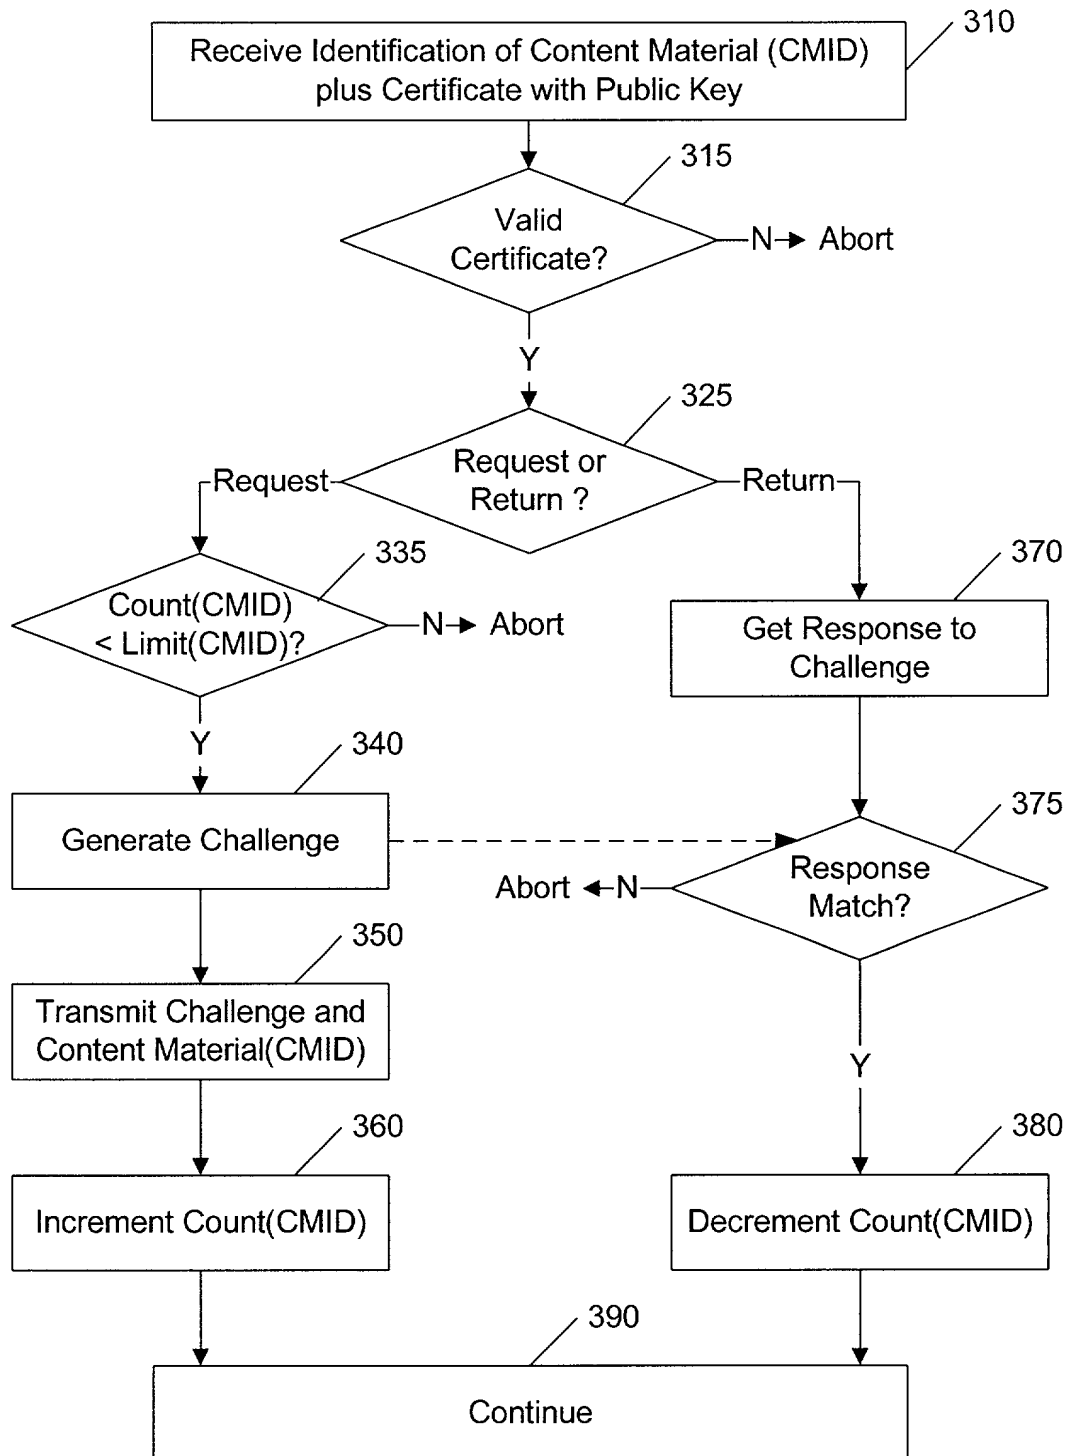 310
Receive Identification of Content Material (CMID)
plus Certificate with Public Key
315
Valid
Certificate?
N
Abort
Y
325
Request or
Return ?
Request
Return
335
Count(CMID)
< Limit(CMID)?
N
Abort
370
Get Response to
Challenge
Y
340
Generate Challenge
375
Response
Match?
Abort
N
350
Transmit Challenge and
Content Material(CMID)
Y
360
Increment Count(CMID)
380
Decrement Count(CMID)
390
Continue